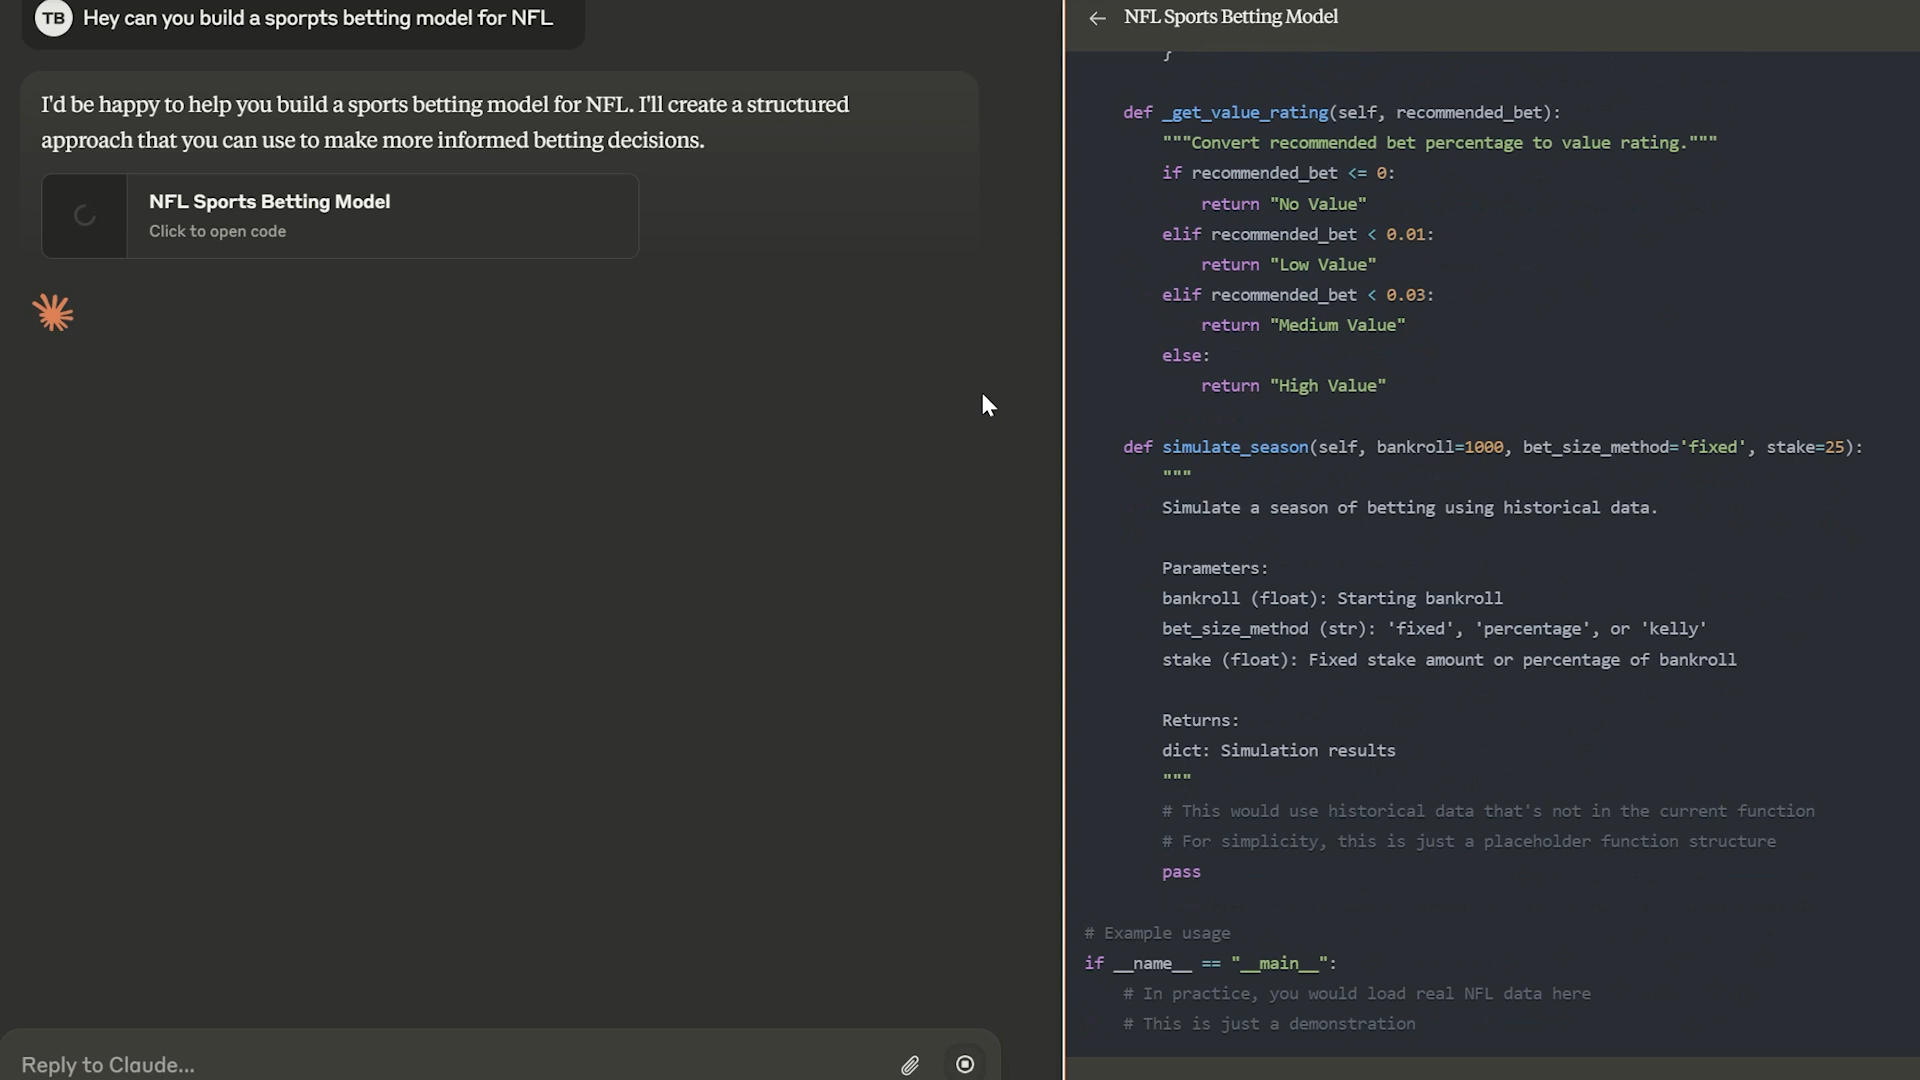 TB Hey can you build a sporpts betting model for NFL
I'd be happy to help you build a sports betting model for NFL. I'll create a structured
approach that you can use to make more informed betting decisions.
NFL Sports Betting Model
Click to open code
Reply to Claude...
NFL Sports Betting Model
}
def _get_value_rating(self, recommended_bet):
"""Convert recommended bet percentage to value rating."""
if recommended_bet <= 0:
return "No Value"
elif recommended_bet < 0.01:
return "Low Value"
elif recommended_bet < 0.03:
return "Medium Value"
else:
return "High Value"
def simulate_season(self, bankroll=1000, bet_size_method='fixed', stake=25):
"""
Simulate a season of betting using historical data.
Parameters:
bankroll (float): Starting bankroll
bet_size_method (str): 'fixed', 'percentage', or 'kelly'
stake (float): Fixed stake amount or percentage of bankroll
Returns:
dict: Simulation results
"""
# This would use historical data that's not in the current function
# For simplicity, this is just a placeholder function structure
pass
# Example usage
if __name__ == "__main__":
# In practice, you would load real NFL data here
# This is just a demonstration